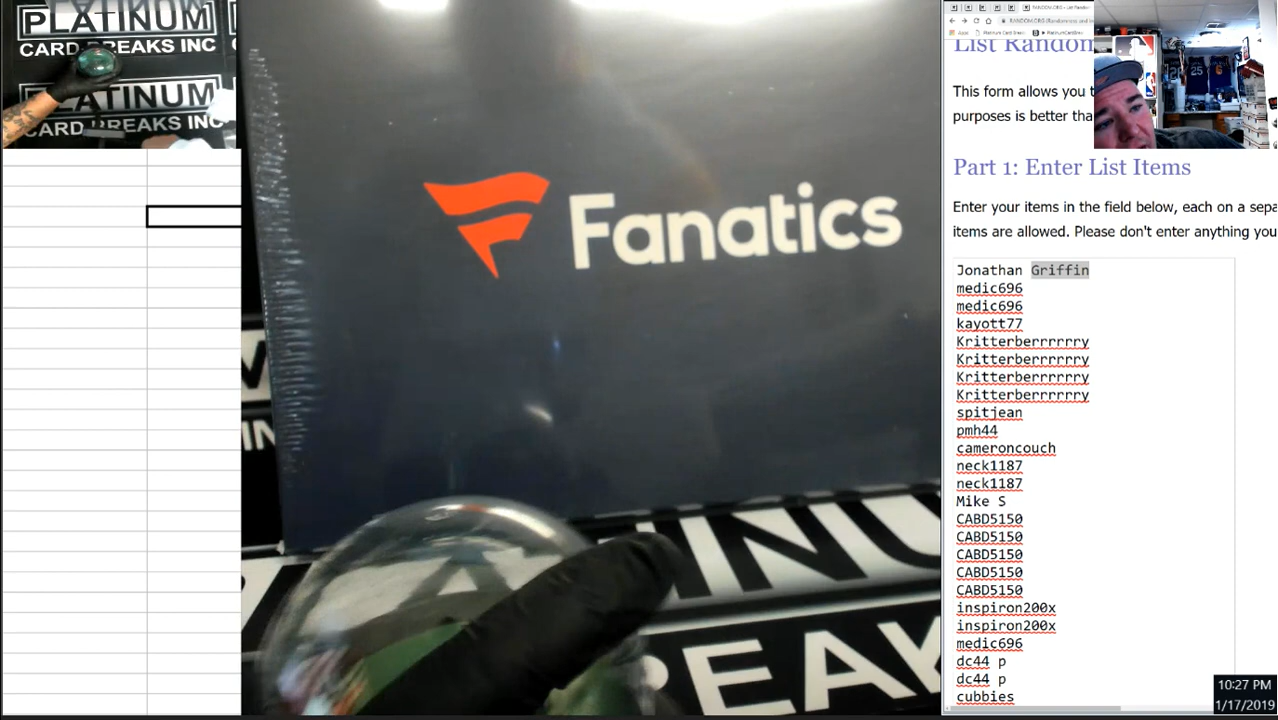 PLATINUM
CARD BREAKS INC
PLATINUM
CARD BREAKS INC
Fanatics
List Random
This form allows you t
purposes is better tha
Part 1: Enter List Items
Enter your items in the field below, each on a sepa
items are allowed. Please don't enter anything you
Jonathan Griffin
medic696
medic696
kayott77
Kritterberrrrrry
Kritterberrrrrry
Kritterberrrrrry
Kritterberrrrrry
spitjean
pmh44
cameroncouch
neck1187
neck1187
Mike S
CABD5150
CABD5150
CABD5150
CABD5150
CABD5150
inspiron200x
inspiron200x
medic696
dc44 p
dc44 p
cubbies
10:27 PM
1/17/2019